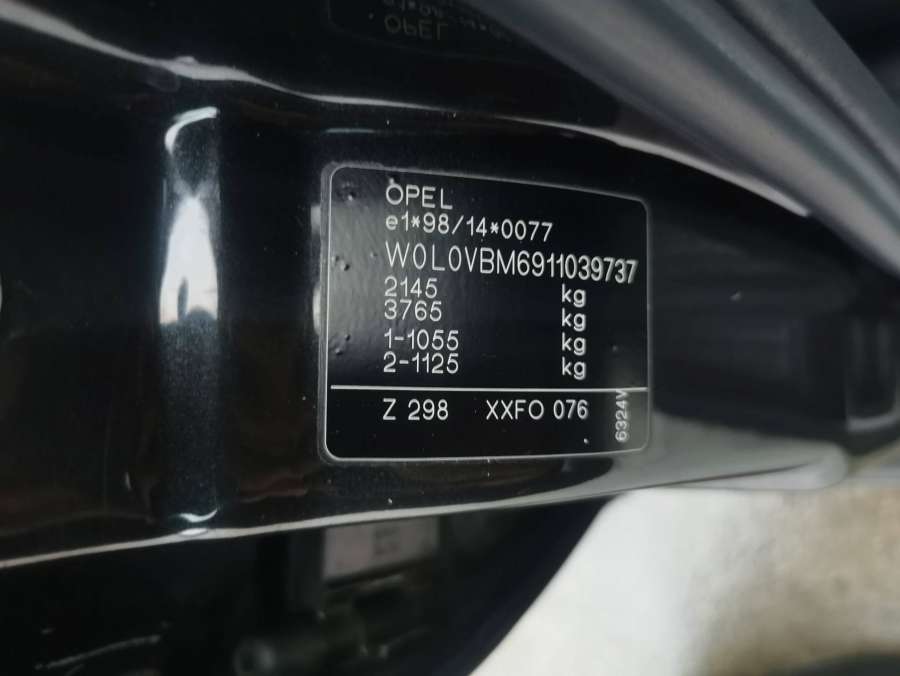 OPEL
e1*98/14*0077
W0L0VBM6911039737
2145 kg
3765 kg
1-1055 kg
2-1125 kg
Z 298 XXFO 076
6324V